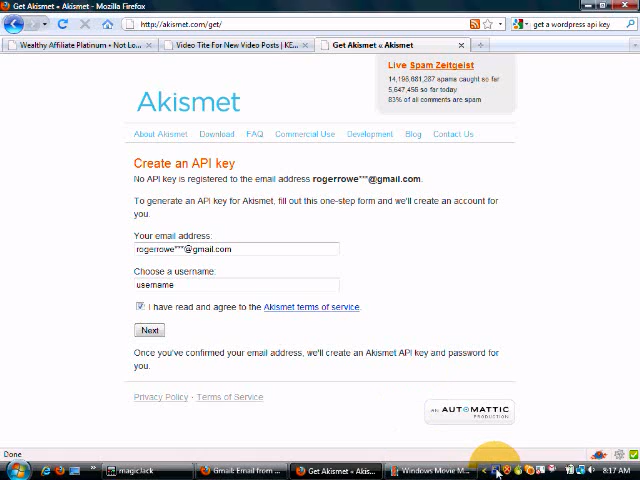 Get Akismet « Akismet - Mozilla Firefox
http://akismet.com/get/
get a wordpress api key
Wealthy Affiliate Platinum • Not Lo...
Video Tite For New Video Posts | KE...
Get Akismet « Akismet
Live Spam Zeitgeist
14,196,681,287 spams caught so far
5,647,456 so far today
83% of all comments are spam
Akismet
About Akismet
Download
FAQ
Commercial Use
Development
Blog
Contact Us
Create an API key
No API key is registered to the email address rogerrowe***@gmail.com.
To generate an API key for Akismet, fill out this one-step form and we'll create an account for
you.
Your email address:
rogerrowe***@gmail.com
Choose a username:
username
I have read and agree to the Akismet terms of service.
Next
Once you've confirmed your email address, we'll create an Akismet API key and password for
you.
Privacy Policy · Terms of Service
AN AUTOMATTIC
PRODUCTION
Done
magicJack
Gmail: Email from ...
Get Akismet « Akis...
Windows Movie M...
8:17 AM